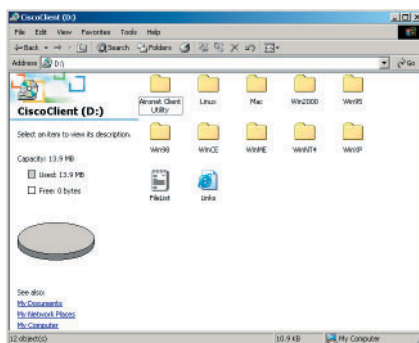 CiscoClient (D:)
File Edit View Favorites Tools Help
Back Search Folders
Address D:\ Go
CiscoClient (D:)
Select an item to view its description.
Capacity: 13.9 MB
Used: 13.9 MB
Free: 0 bytes
See also:
My Documents
My Network Places
My Computer
Aironet Client Utility
Linux
Mac
Win2000
Win95
Win98
WinCE
WinME
WinNT4
WinXP
FileList
Links
12 object(s) 10.9 KB My Computer